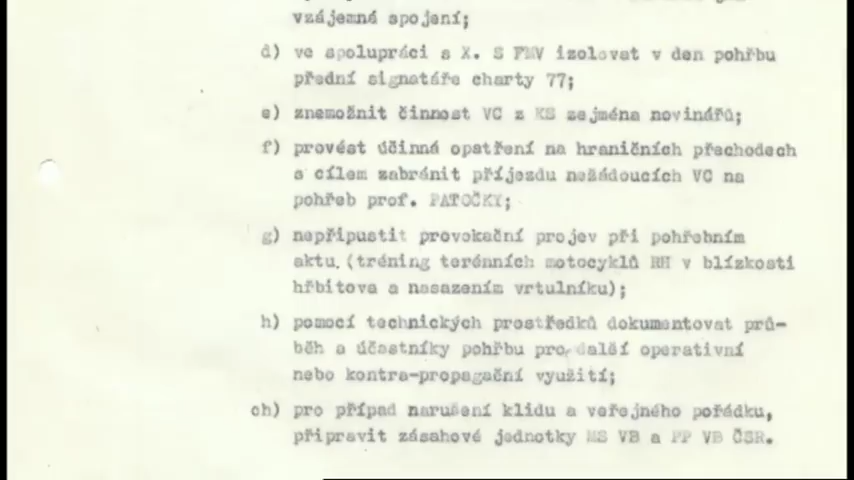 vzájemná spojení;
d) ve spolupráci s X. S FMV izolovat v den pohřbu
přední signatáře charty 77;
e) znemožnit činnost VC z KS zejména novinářů;
f) provést účinná opatření na hraničních přechodech
s cílem zabránit příjezdu nežádoucích VC na
pohřeb prof. PATOČKY;
g) nepřipustit provokační projev při pohřebním
aktu.(tréning terénních motocyklů RH v blízkosti
hřbitova a nasazením vrtulníku);
h) pomocí technických prostředků dokumentovat prů-
běh a účastníky pohřbu pro další operativní
nebo kontra-propagační využití;
ch) pro případ narušení klidu a veřejného pořádku,
připravit zásahové jednotky MS VB a PP VB ČSR.